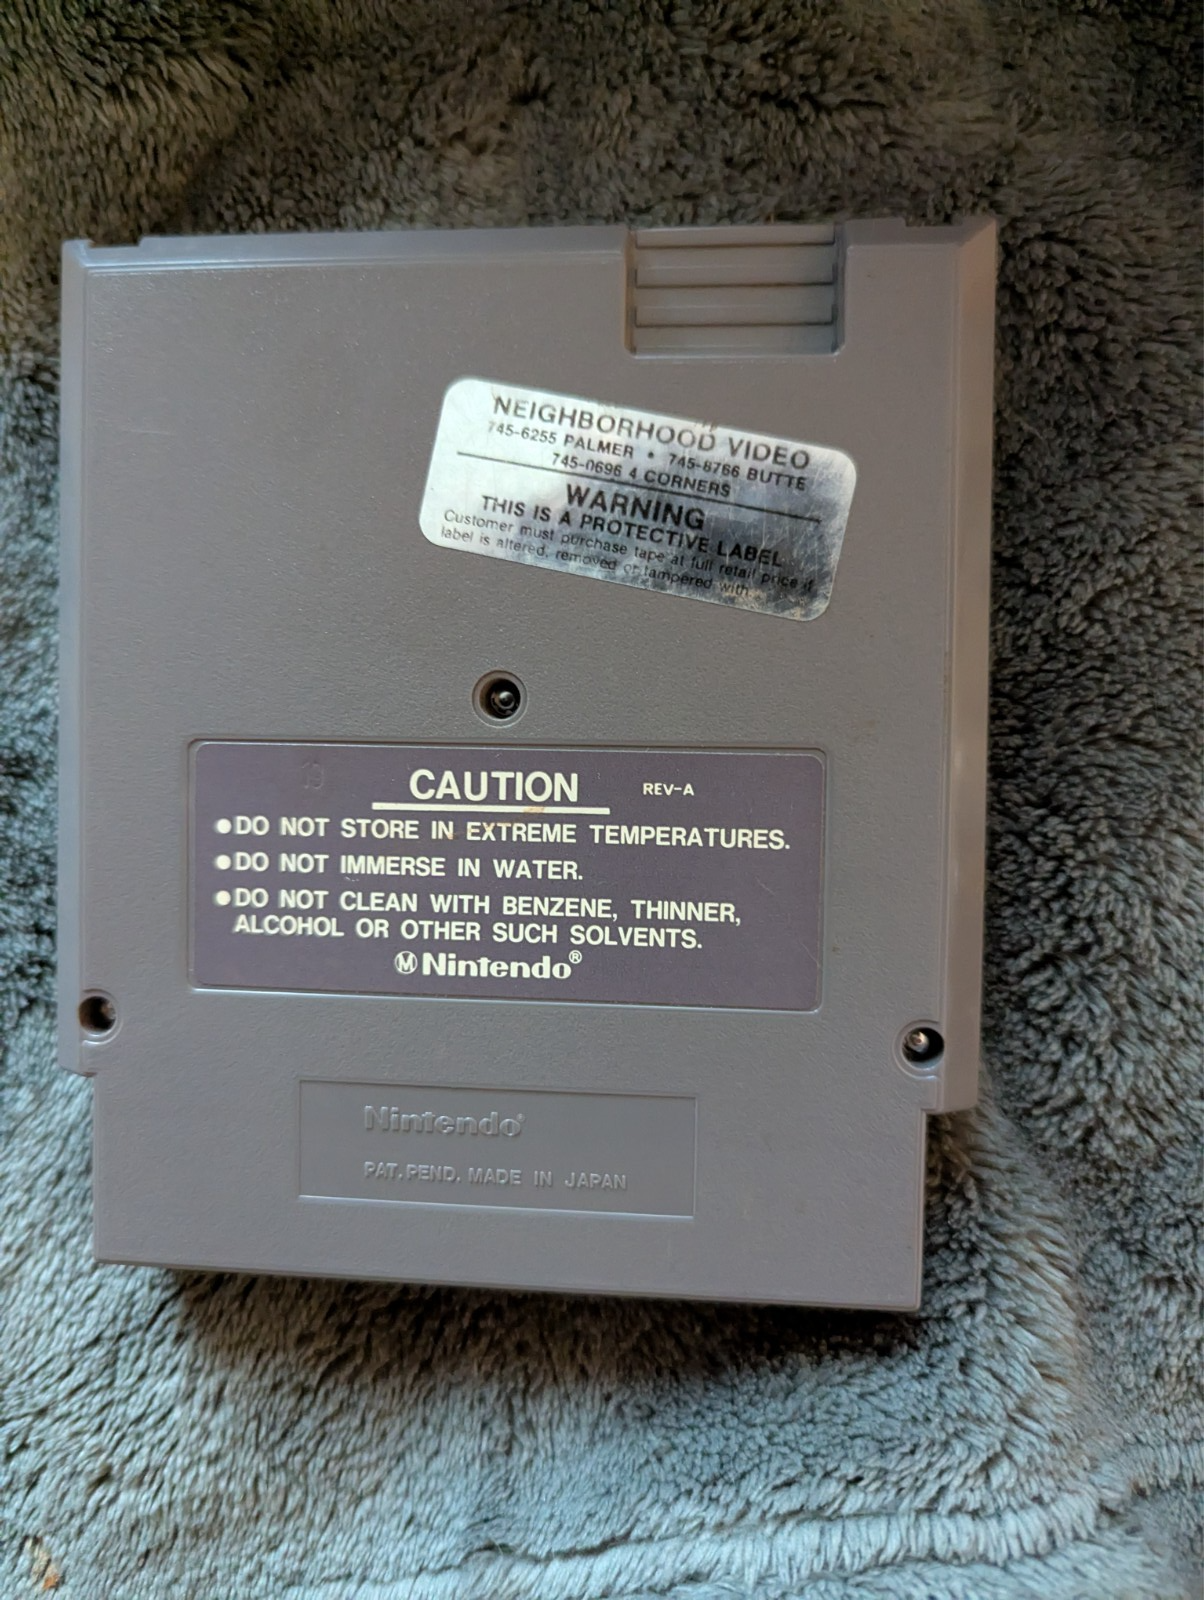 NEIGHBORHOOD VIDEO
745-6255 PALMER • 745-8766 BUTTE
745-0696 4 CORNERS
WARNING
THIS IS A PROTECTIVE LABEL
Customer must purchase tape at full retail price if
label is altered, removed or tampered with.
19
CAUTION REV-A
●DO NOT STORE IN EXTREME TEMPERATURES.
●DO NOT IMMERSE IN WATER.
●DO NOT CLEAN WITH BENZENE, THINNER,
ALCOHOL OR OTHER SUCH SOLVENTS.
Ⓜ Nintendo®
Nintendo®
PAT. PEND. MADE IN JAPAN